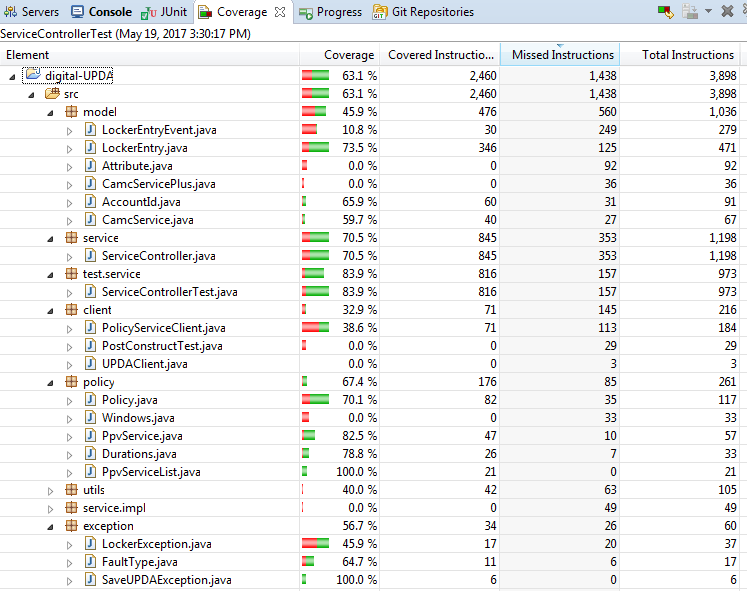 Servers Console JUnit Coverage Progress Git Repositories
ServiceControllerTest (May 19, 2017 3:30:17 PM)
Element Coverage Covered Instructio... Missed Instructions Total Instructions
digital-UPDA 63.1 % 2,460 1,438 3,898
src 63.1 % 2,460 1,438 3,898
model 45.9 % 476 560 1,036
LockerEntryEvent.java 10.8 % 30 249 279
LockerEntry.java 73.5 % 346 125 471
Attribute.java 0.0 % 0 92 92
CamcServicePlus.java 0.0 % 0 36 36
AccountId.java 65.9 % 60 31 91
CamcService.java 59.7 % 40 27 67
service 70.5 % 845 353 1,198
ServiceController.java 70.5 % 845 353 1,198
test.service 83.9 % 816 157 973
ServiceControllerTest.java 83.9 % 816 157 973
client 32.9 % 71 145 216
PolicyServiceClient.java 38.6 % 71 113 184
PostConstructTest.java 0.0 % 0 29 29
UPDAClient.java 0.0 % 0 3 3
policy 67.4 % 176 85 261
Policy.java 70.1 % 82 35 117
Windows.java 0.0 % 0 33 33
PpvService.java 82.5 % 47 10 57
Durations.java 78.8 % 26 7 33
PpvServiceList.java 100.0 % 21 0 21
utils 40.0 % 42 63 105
service.impl 0.0 % 0 49 49
exception 56.7 % 34 26 60
LockerException.java 45.9 % 17 20 37
FaultType.java 64.7 % 11 6 17
SaveUPDAException.java 100.0 % 6 0 6